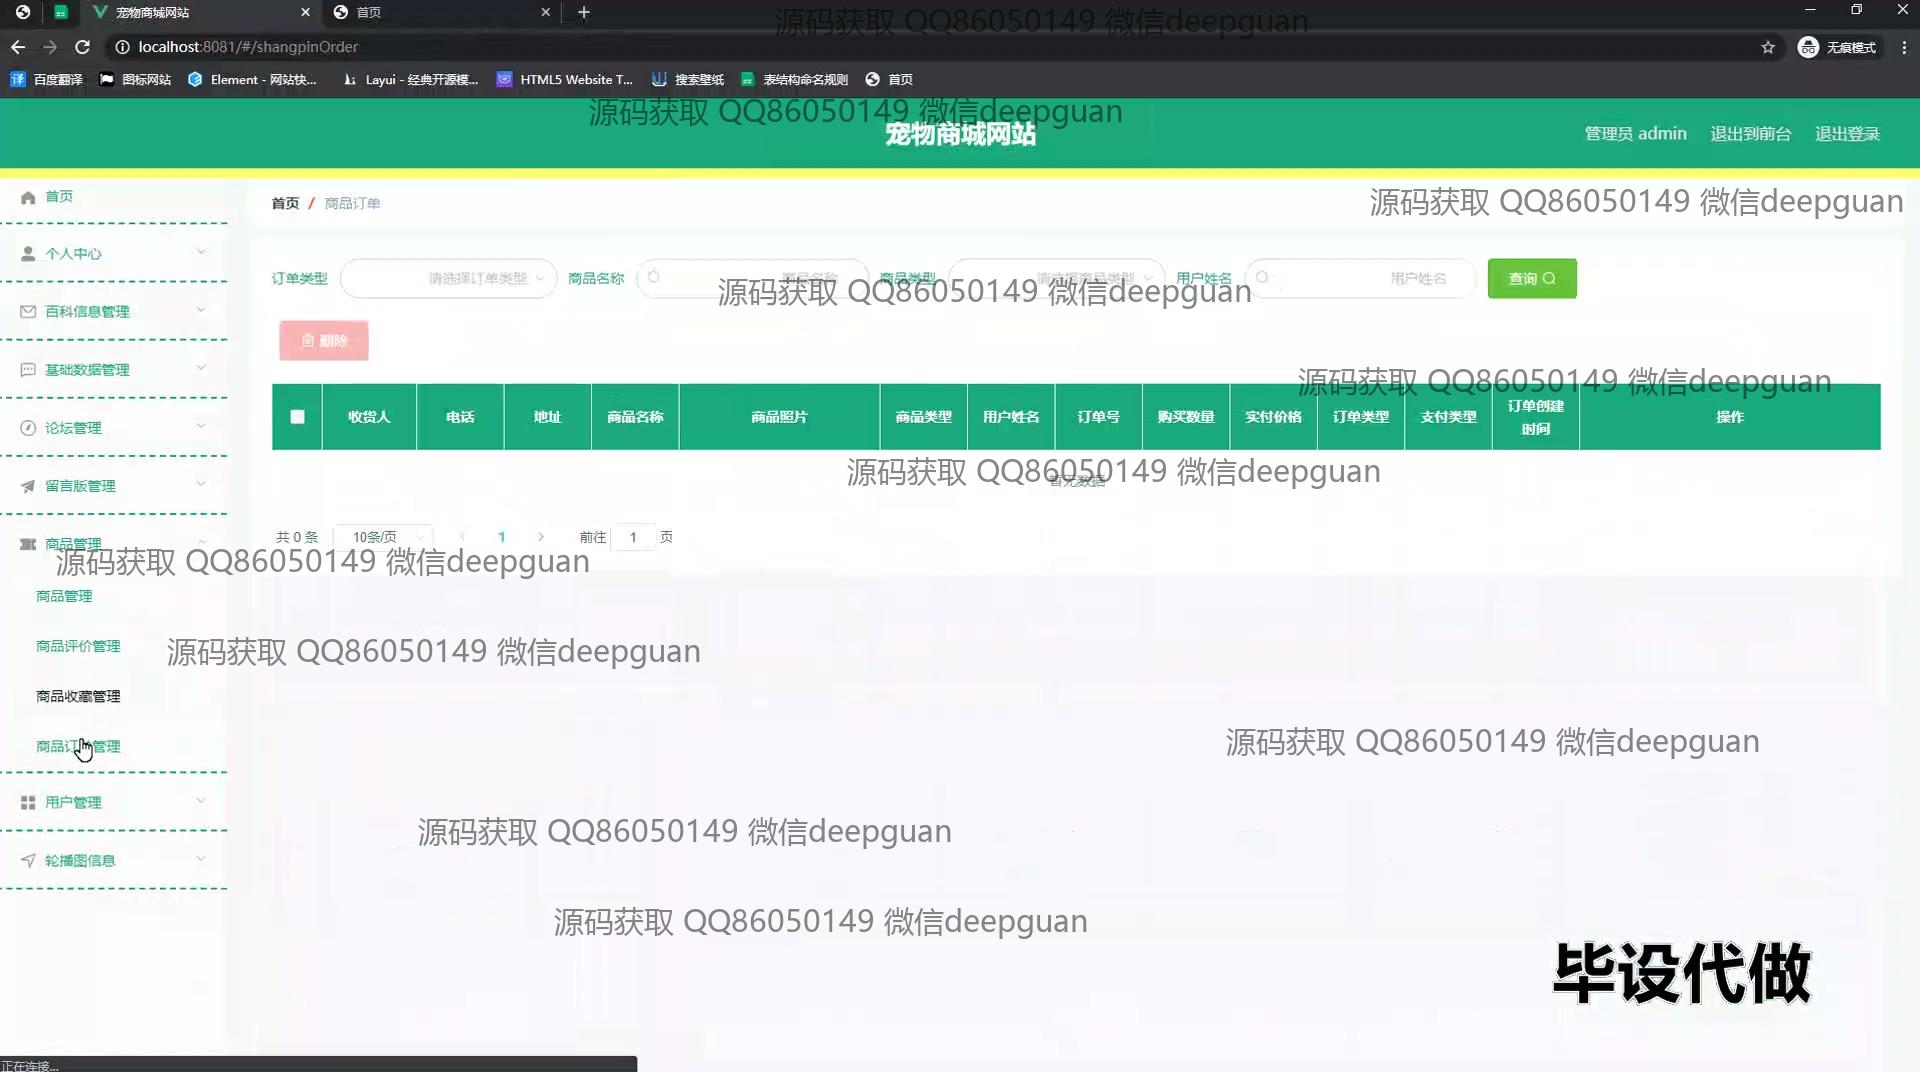 宠物商城网站
首页
源码获取 QQ86050149 微信deepguan
localhost:8081/#/shangpinOrder
无痕模式
百度翻译
图标网站
Element - 网站快...
Layui - 经典开源模...
HTML5 Website T...
搜索壁纸
表结构命名规则
首页
源码获取 QQ86050149 微信deepguan
宠物商城网站
管理员 admin
退出到前台
退出登录
首页
首页 / 商品订单
源码获取 QQ86050149 微信deepguan
个人中心
订单类型
请选择订单类型
商品名称
商品名称
商品类型
请选择商品类型
用户姓名
用户姓名
查询
源码获取 QQ86050149 微信deepguan
百科信息管理
删除
基础数据管理
源码获取 QQ86050149 微信deepguan
收货人
电话
地址
商品名称
商品照片
商品类型
用户姓名
订单号
购买数量
实付价格
订单类型
支付类型
订单创建
时间
操作
论坛管理
源码获取 QQ86050149 微信deepguan
暂无数据
留言版管理
共 0 条
10条/页
1
前往 1 页
商品管理
源码获取 QQ86050149 微信deepguan
商品管理
商品评价管理
源码获取 QQ86050149 微信deepguan
商品收藏管理
商品订单管理
源码获取 QQ86050149 微信deepguan
用户管理
源码获取 QQ86050149 微信deepguan
轮播图信息
源码获取 QQ86050149 微信deepguan
毕设代做
正在连接...